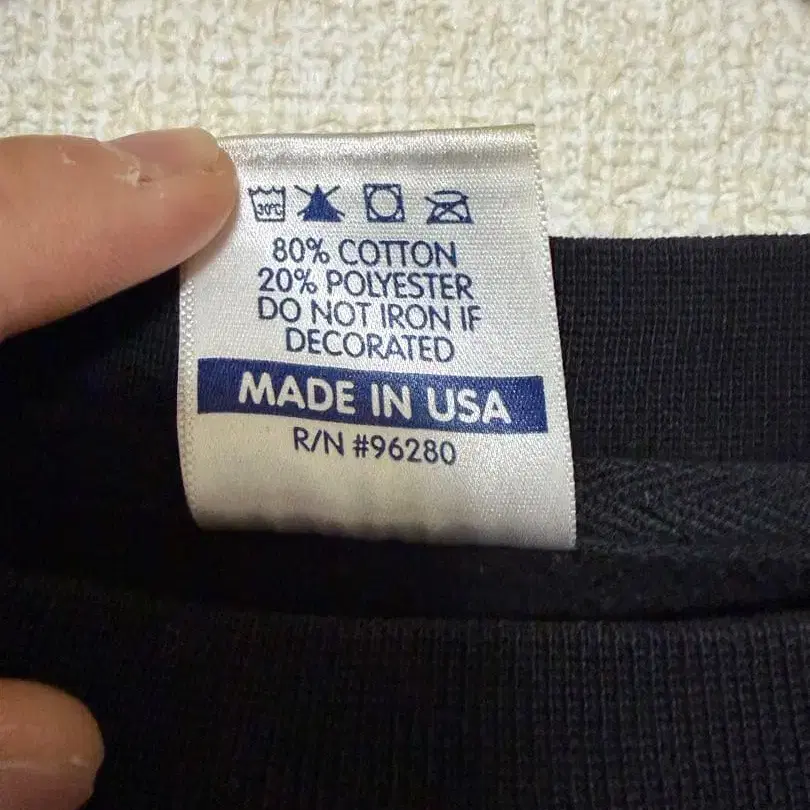 30°C
80% COTTON
20% POLYESTER
DO NOT IRON IF
DECORATED
MADE IN USA
R/N #96280